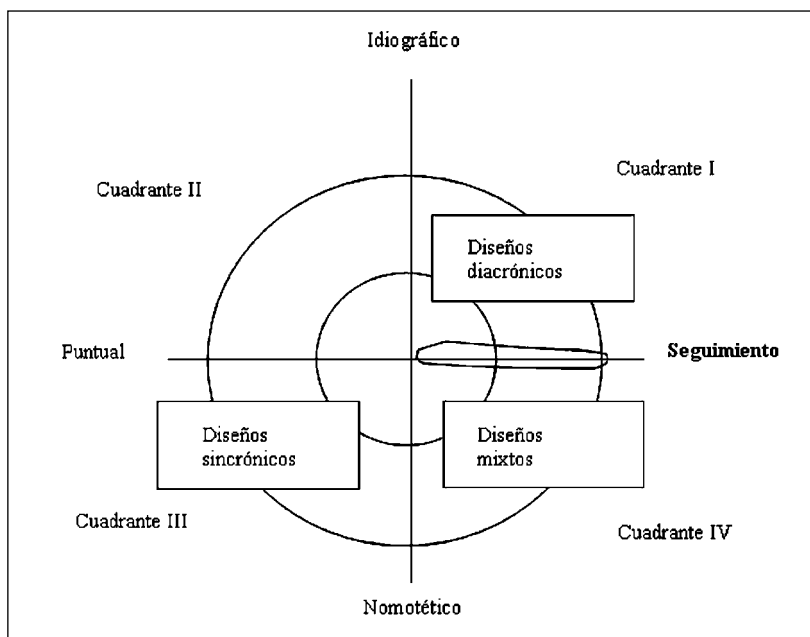 Idiográfico
Cuadrante II
Cuadrante I
Diseños
diacrónicos
Puntual
Seguimiento
Diseños
sincrónicos
Diseños
mixtos
Cuadrante III
Cuadrante IV
Nomotético